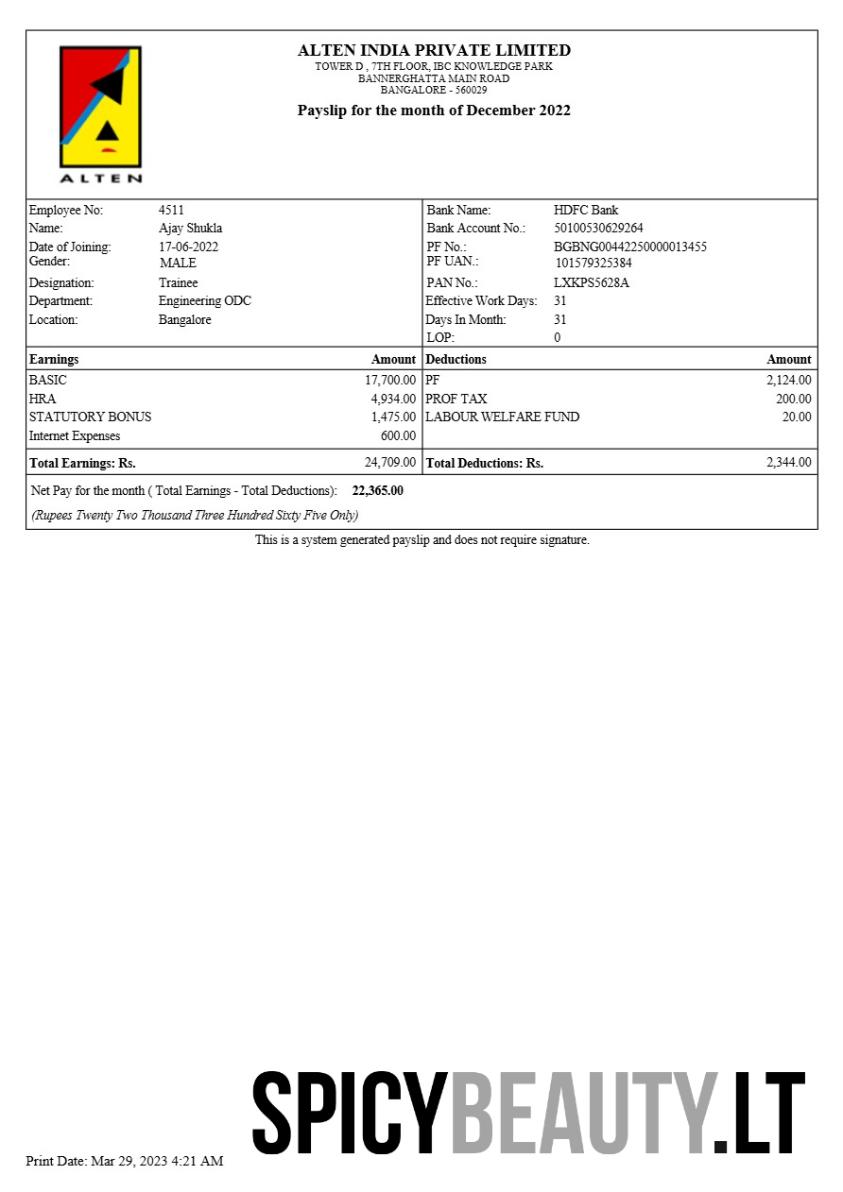 ALTEN INDIA PRIVATE LIMITED
TOWER D , 7TH FLOOR, IBC KNOWLEDGE PARK
BANNERGHATTA MAIN ROAD
BANGALORE - 560029
Payslip for the month of December 2022
ALTEN
Employee No: 4511 Bank Name: HDFC Bank
Name: Ajay Shukla Bank Account No.: 50100530629264
Date of Joining: 17-06-2022 PF No.: BGBNG00442250000013455
Gender: MALE PF UAN.: 101579325384
Designation: Trainee PAN No.: LXKPS5628A
Department: Engineering ODC Effective Work Days: 31
Location: Bangalore Days In Month: 31
LOP: 0
Earnings Amount Deductions Amount
BASIC 17,700.00 PF 2,124.00
HRA 4,934.00 PROF TAX 200.00
STATUTORY BONUS 1,475.00 LABOUR WELFARE FUND 20.00
Internet Expenses 600.00
Total Earnings: Rs. 24,709.00 Total Deductions: Rs. 2,344.00
Net Pay for the month ( Total Earnings - Total Deductions): 22,365.00
(Rupees Twenty Two Thousand Three Hundred Sixty Five Only)
This is a system generated payslip and does not require signature.
SPICYBEAUTY.LT
Print Date: Mar 29, 2023 4:21 AM